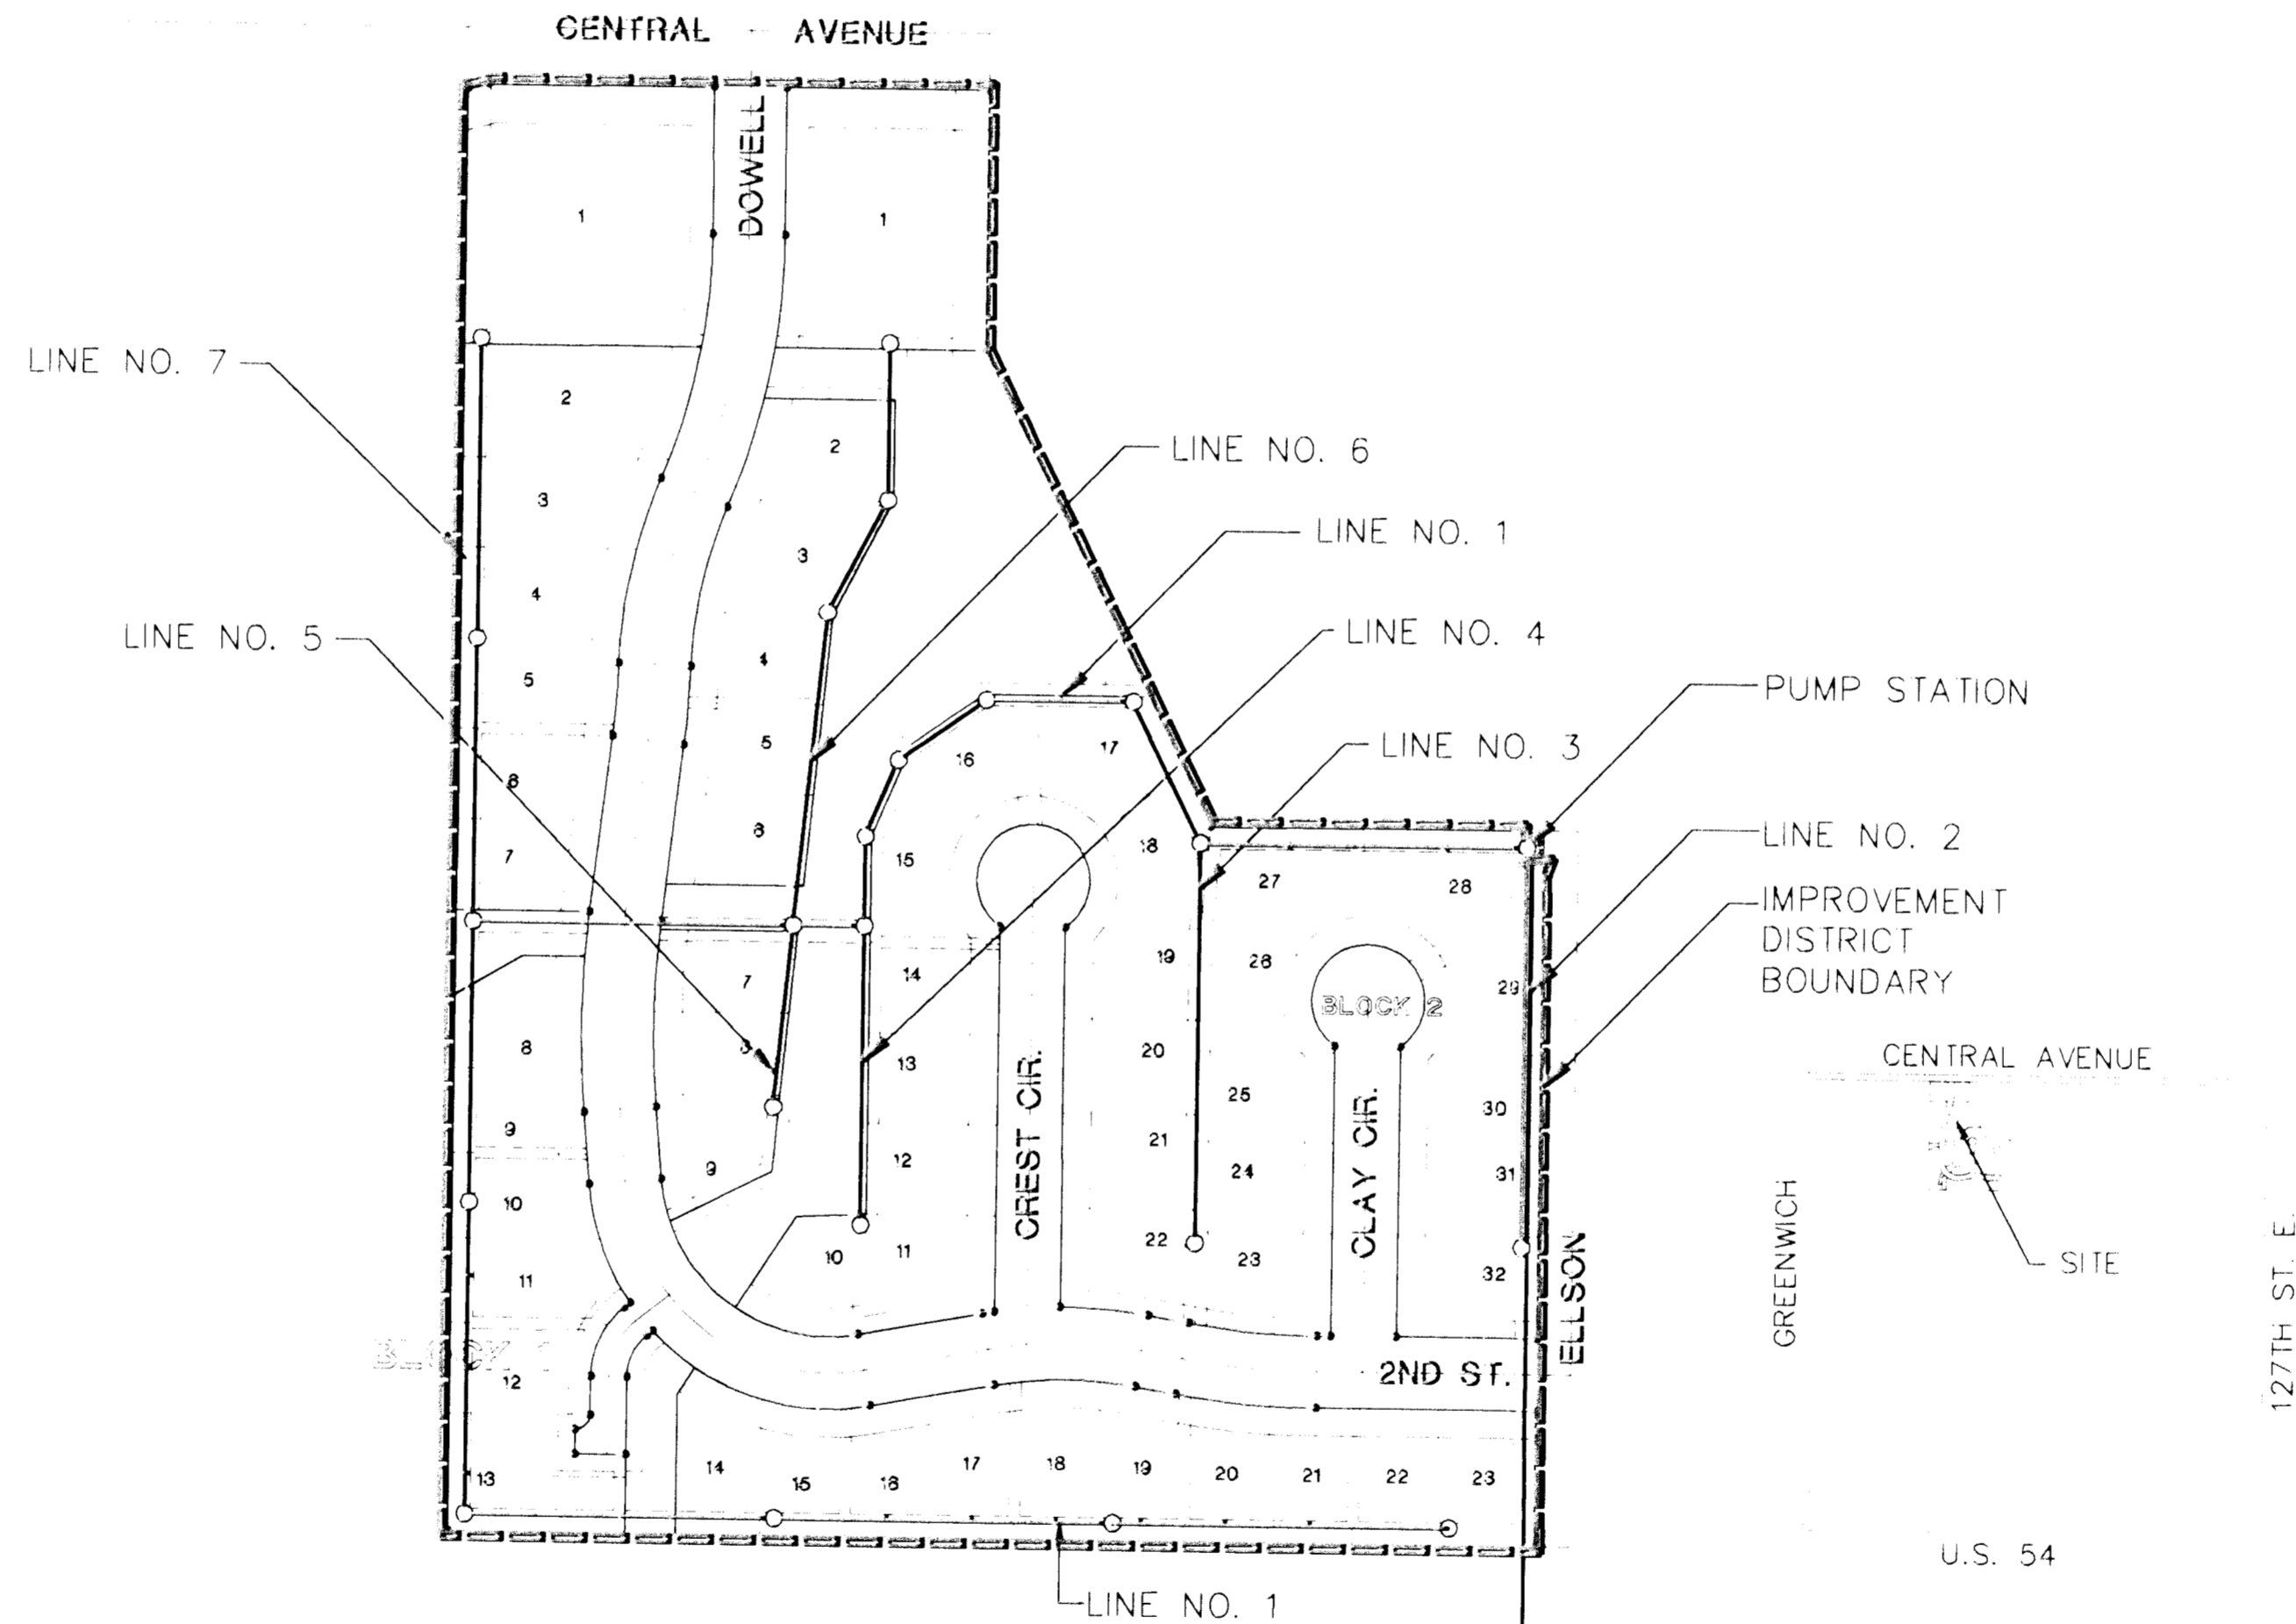 CENTRAL AVENUE
DOWELL
1
1
LINE NO. 7
2
2
LINE NO. 6
3
LINE NO. 1
3
4
LINE NO. 5
LINE NO. 4
4
5
PUMP STATION
5
16
17
LINE NO. 3
6
6
LINE NO. 2
7
15
18
27
28
IMPROVEMENT
DISTRICT
BOUNDARY
7
14
19
26
29
BLOCK 2
8
8
13
20
CENTRAL AVENUE
25
30
9
9
12
21
24
31
CREST CIR.
CLAY CIR.
10
10
11
22
23
32
ELLSON
GREENWICH
SITE
127TH ST. E.
11
BLOCK 1
12
2ND ST.
13
14
15
16
17
18
19
20
21
22
23
U.S. 54
LINE NO. 1